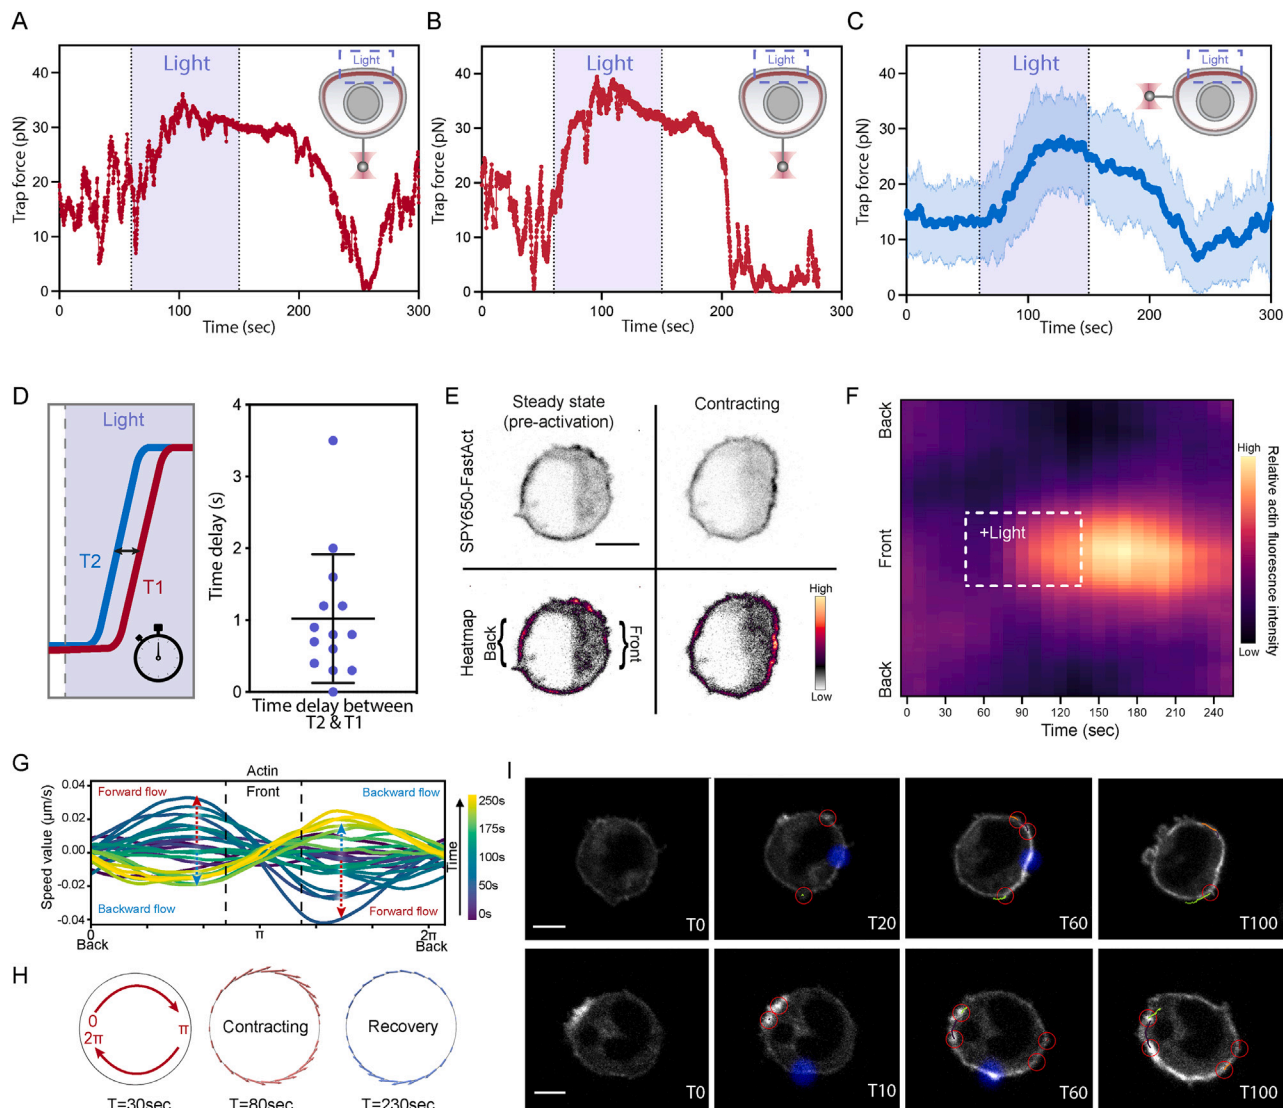 A
Trap force (pN)
40
30
20
10
0
Light
Light
0
100
200
300
Time (sec)
B
Trap force (pN)
40
30
20
10
0
Light
Light
0
100
200
300
Time (sec)
C
Trap force (pN)
40
30
20
10
0
Light
Light
0
100
200
300
Time (sec)
D
Light
T2
T1
Time delay (s)
4
3
2
1
0
Time delay between
T2 & T1
E
Steady state
(pre-activation)
Contracting
SPY650-FastAct
Heatmap
Back
Front
High
Low
F
Back
Front
Back
+Light
0
30
60
90
120
150
180
210
240
Time (sec)
High
Low
Relative actin fluorescence intensity
G
Actin
Front
Speed value (μm/s)
0.04
0.02
0.00
-0.02
-0.04
Forward flow
Backward flow
Backward flow
Forward flow
0
Back
π
2π
Back
Time
250s
175s
100s
50s
0s
H
0
2π
π
T=30sec
Contracting
T=80sec
Recovery
T=230sec
I
T0
T20
T60
T100
T0
T10
T60
T100